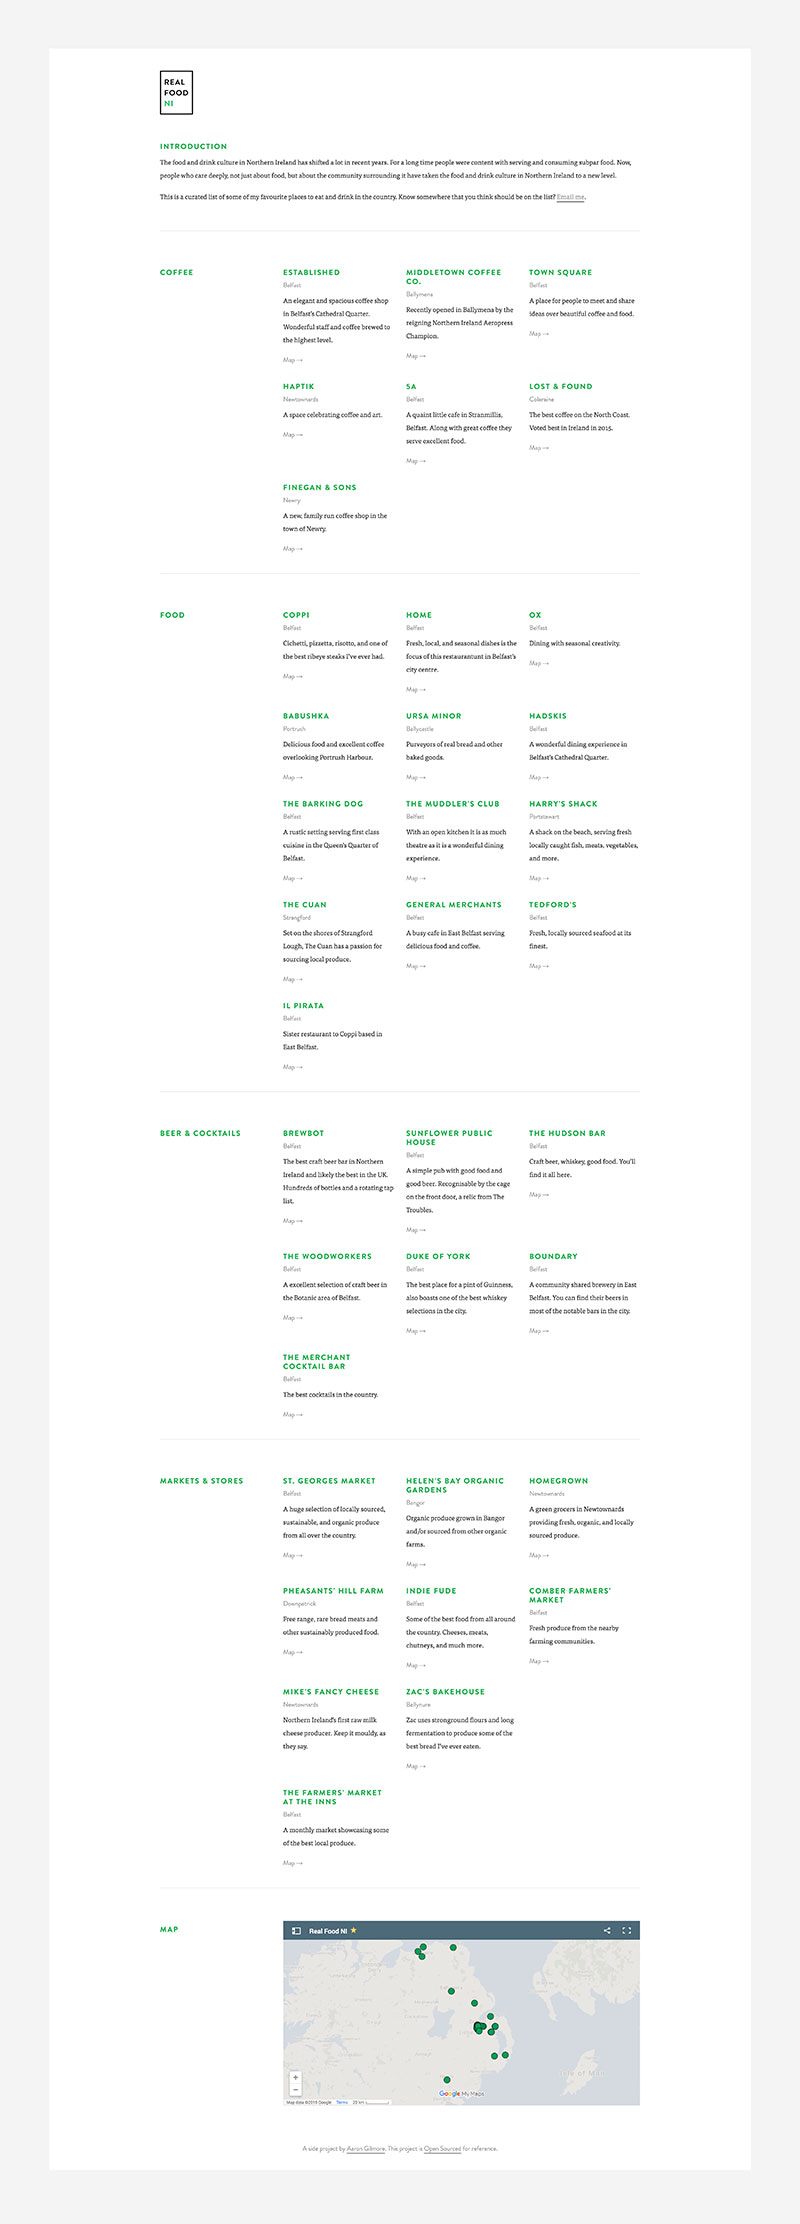 REAL
FOOD
NI
INTRODUCTION
The food and drink culture in Northern Ireland has shifted a lot in recent years. For a long time people were content with serving and consuming subpar food. Now,
people who care deeply, not just about food, but about the community surrounding it have taken the food and drink culture in Northern Ireland to a new level.
This is a curated list of some of my favourite places to eat and drink in the country. Know somewhere that you think should be on the list? Email me.
COFFEE
ESTABLISHED
Belfast
An elegant and spacious coffee shop
in Belfast's Cathedral Quarter.
Wonderful staff and coffee brewed to
the highest level.
Map →
MIDDLETOWN COFFEE
CO.
Ballymena
Recently opened in Ballymena by the
reigning Northern Ireland Aeropress
Champion.
Map →
TOWN SQUARE
Belfast
A place for people to meet and share
ideas over beautiful coffee and food.
Map →
HAPTIK
Newtownards
A space celebrating coffee and art.
Map →
5A
Belfast
A quaint little cafe in Stranmillis,
Belfast. Along with great coffee they
serve excellent food.
Map →
LOST & FOUND
Coleraine
The best coffee on the North Coast.
Voted best in Ireland in 2015.
Map →
FINEGAN & SONS
Newry
A new, family run coffee shop in the
town of Newry.
Map →
FOOD
COPPI
Belfast
Cichetti, pizzetta, risotto, and one of
the best ribeye steaks I've ever had.
Map →
HOME
Belfast
Fresh, local, and seasonal dishes is the
focus of this restaurantunt in Belfast's
city centre.
Map →
OX
Belfast
Dining with seasonal creativity.
Map →
BABUSHKA
Portrush
Delicious food and excellent coffee
overlooking Portrush Harbour.
Map →
URSA MINOR
Ballycastle
Purveyors of real bread and other
baked goods.
Map →
HADSKIS
Belfast
A wonderful dining experience in
Belfast's Cathedral Quarter.
Map →
THE BARKING DOG
Belfast
A rustic setting serving first class
cuisine in the Queen's Quarter of
Belfast.
Map →
THE MUDDLER'S CLUB
Belfast
With an open kitchen it is as much
theatre as it is a wonderful dining
experience.
Map →
HARRY'S SHACK
Portstewart
A shack on the beach, serving fresh
locally caught fish, meats, vegetables,
and more.
Map →
THE CUAN
Strangford
Set on the shores of Strangford
Lough, The Cuan has a passion for
sourcing local produce.
Map →
GENERAL MERCHANTS
Belfast
A busy cafe in East Belfast serving
delicious food and coffee.
Map →
TEDFORD'S
Belfast
Fresh, locally sourced seafood at its
finest.
Map →
IL PIRATA
Belfast
Sister restaurant to Coppi based in
East Belfast.
Map →
BEER & COCKTAILS
BREWBOT
Belfast
The best craft beer bar in Northern
Ireland and likely the best in the UK.
Hundreds of bottles and a rotating tap
list.
Map →
SUNFLOWER PUBLIC
HOUSE
Belfast
A simple pub with good food and
good beer. Recognisable by the cage
on the front door, a relic from The
Troubles.
Map →
THE HUDSON BAR
Belfast
Craft beer, whiskey, good food. You'll
find it all here.
Map →
THE WOODWORKERS
Belfast
A excellent selection of craft beer in
the Botanic area of Belfast.
Map →
DUKE OF YORK
Belfast
The best place for a pint of Guinness,
also boasts one of the best whiskey
selections in the city.
Map →
BOUNDARY
Belfast
A community shared brewery in East
Belfast. You can find their beers in
most of the notable bars in the city.
Map →
THE MERCHANT
COCKTAIL BAR
Belfast
The best cocktails in the country.
Map →
MARKETS & STORES
ST. GEORGES MARKET
Belfast
A huge selection of locally sourced,
sustainable, and organic produce
from all over the country.
Map →
HELEN'S BAY ORGANIC
GARDENS
Bangor
Organic produce grown in Bangor
and/or sourced from other organic
farms.
Map →
HOMEGROWN
Newtownards
A green grocers in Newtownards
providing fresh, organic, and locally
sourced produce.
Map →
PHEASANTS' HILL FARM
Downpatrick
Free range, rare bread meats and
other sustainably produced food.
Map →
INDIE FUDE
Belfast
Some of the best food from all around
the country. Cheeses, meats,
chutneys, and much more.
Map →
COMBER FARMERS'
MARKET
Belfast
Fresh produce from the nearby
farming communities.
Map →
MIKE'S FANCY CHEESE
Newtownards
Northern Ireland's first raw milk
cheese producer. Keep it mouldy, as
they say.
ZAC'S BAKEHOUSE
Ballynure
Zac uses stronground flours and long
fermentation to produce some of the
best bread I've ever eaten.
Map →
THE FARMERS' MARKET
AT THE INNS
Belfast
A monthly market showcasing some
of the best local produce.
Map →
MAP
Real Food NI
Isle of Man
+
−
Google My Maps
Map data ©2016 Google Terms 20 km
A side project by Aaron Gilmore. This project is Open Sourced for reference.